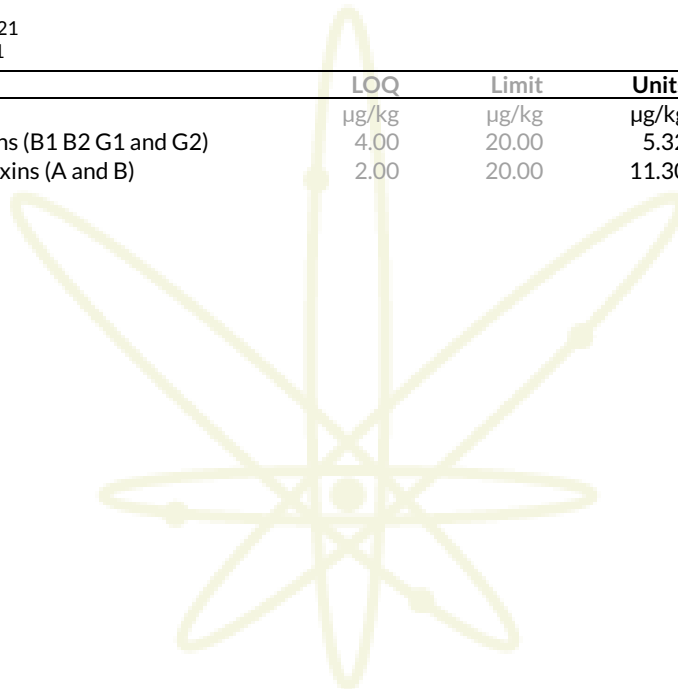 21
1
LOQ Limit Unit
µg/kg µg/kg µg/kg
ns (B1 B2 G1 and G2) 4.00 20.00 5.32
xins (A and B) 2.00 20.00 11.30